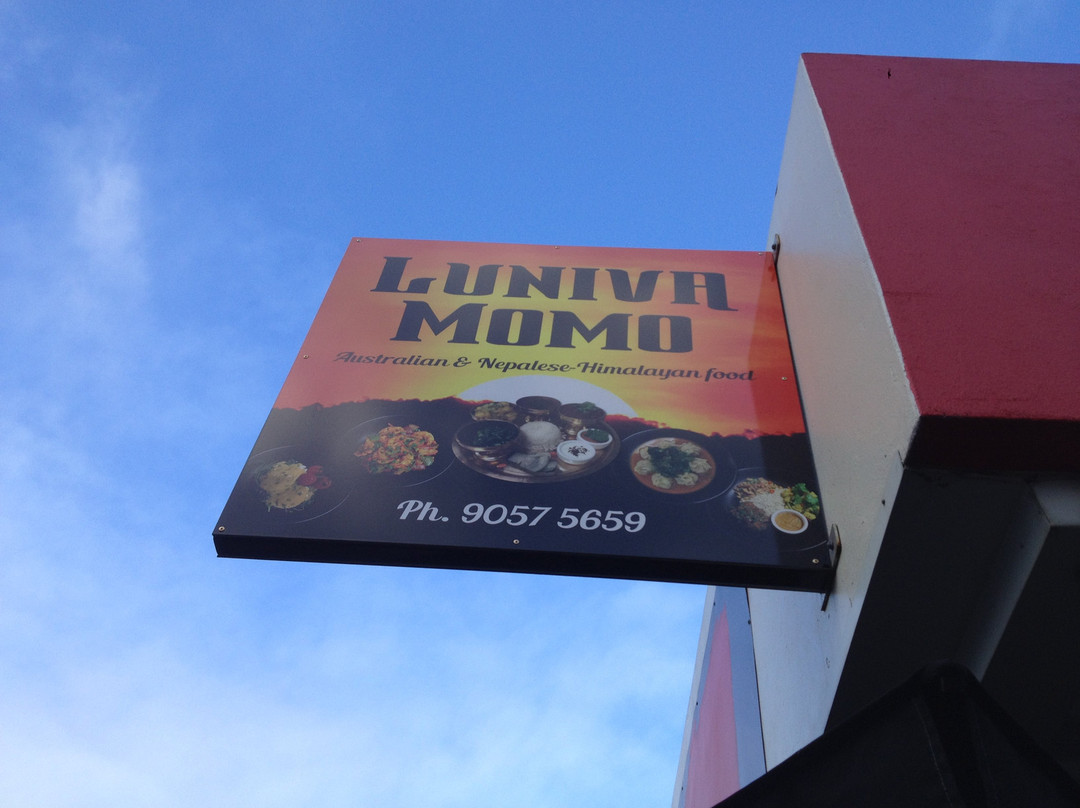 LUNIVA
MOMO
Australian & Nepalese-Himalayan food
Ph. 9057 5659